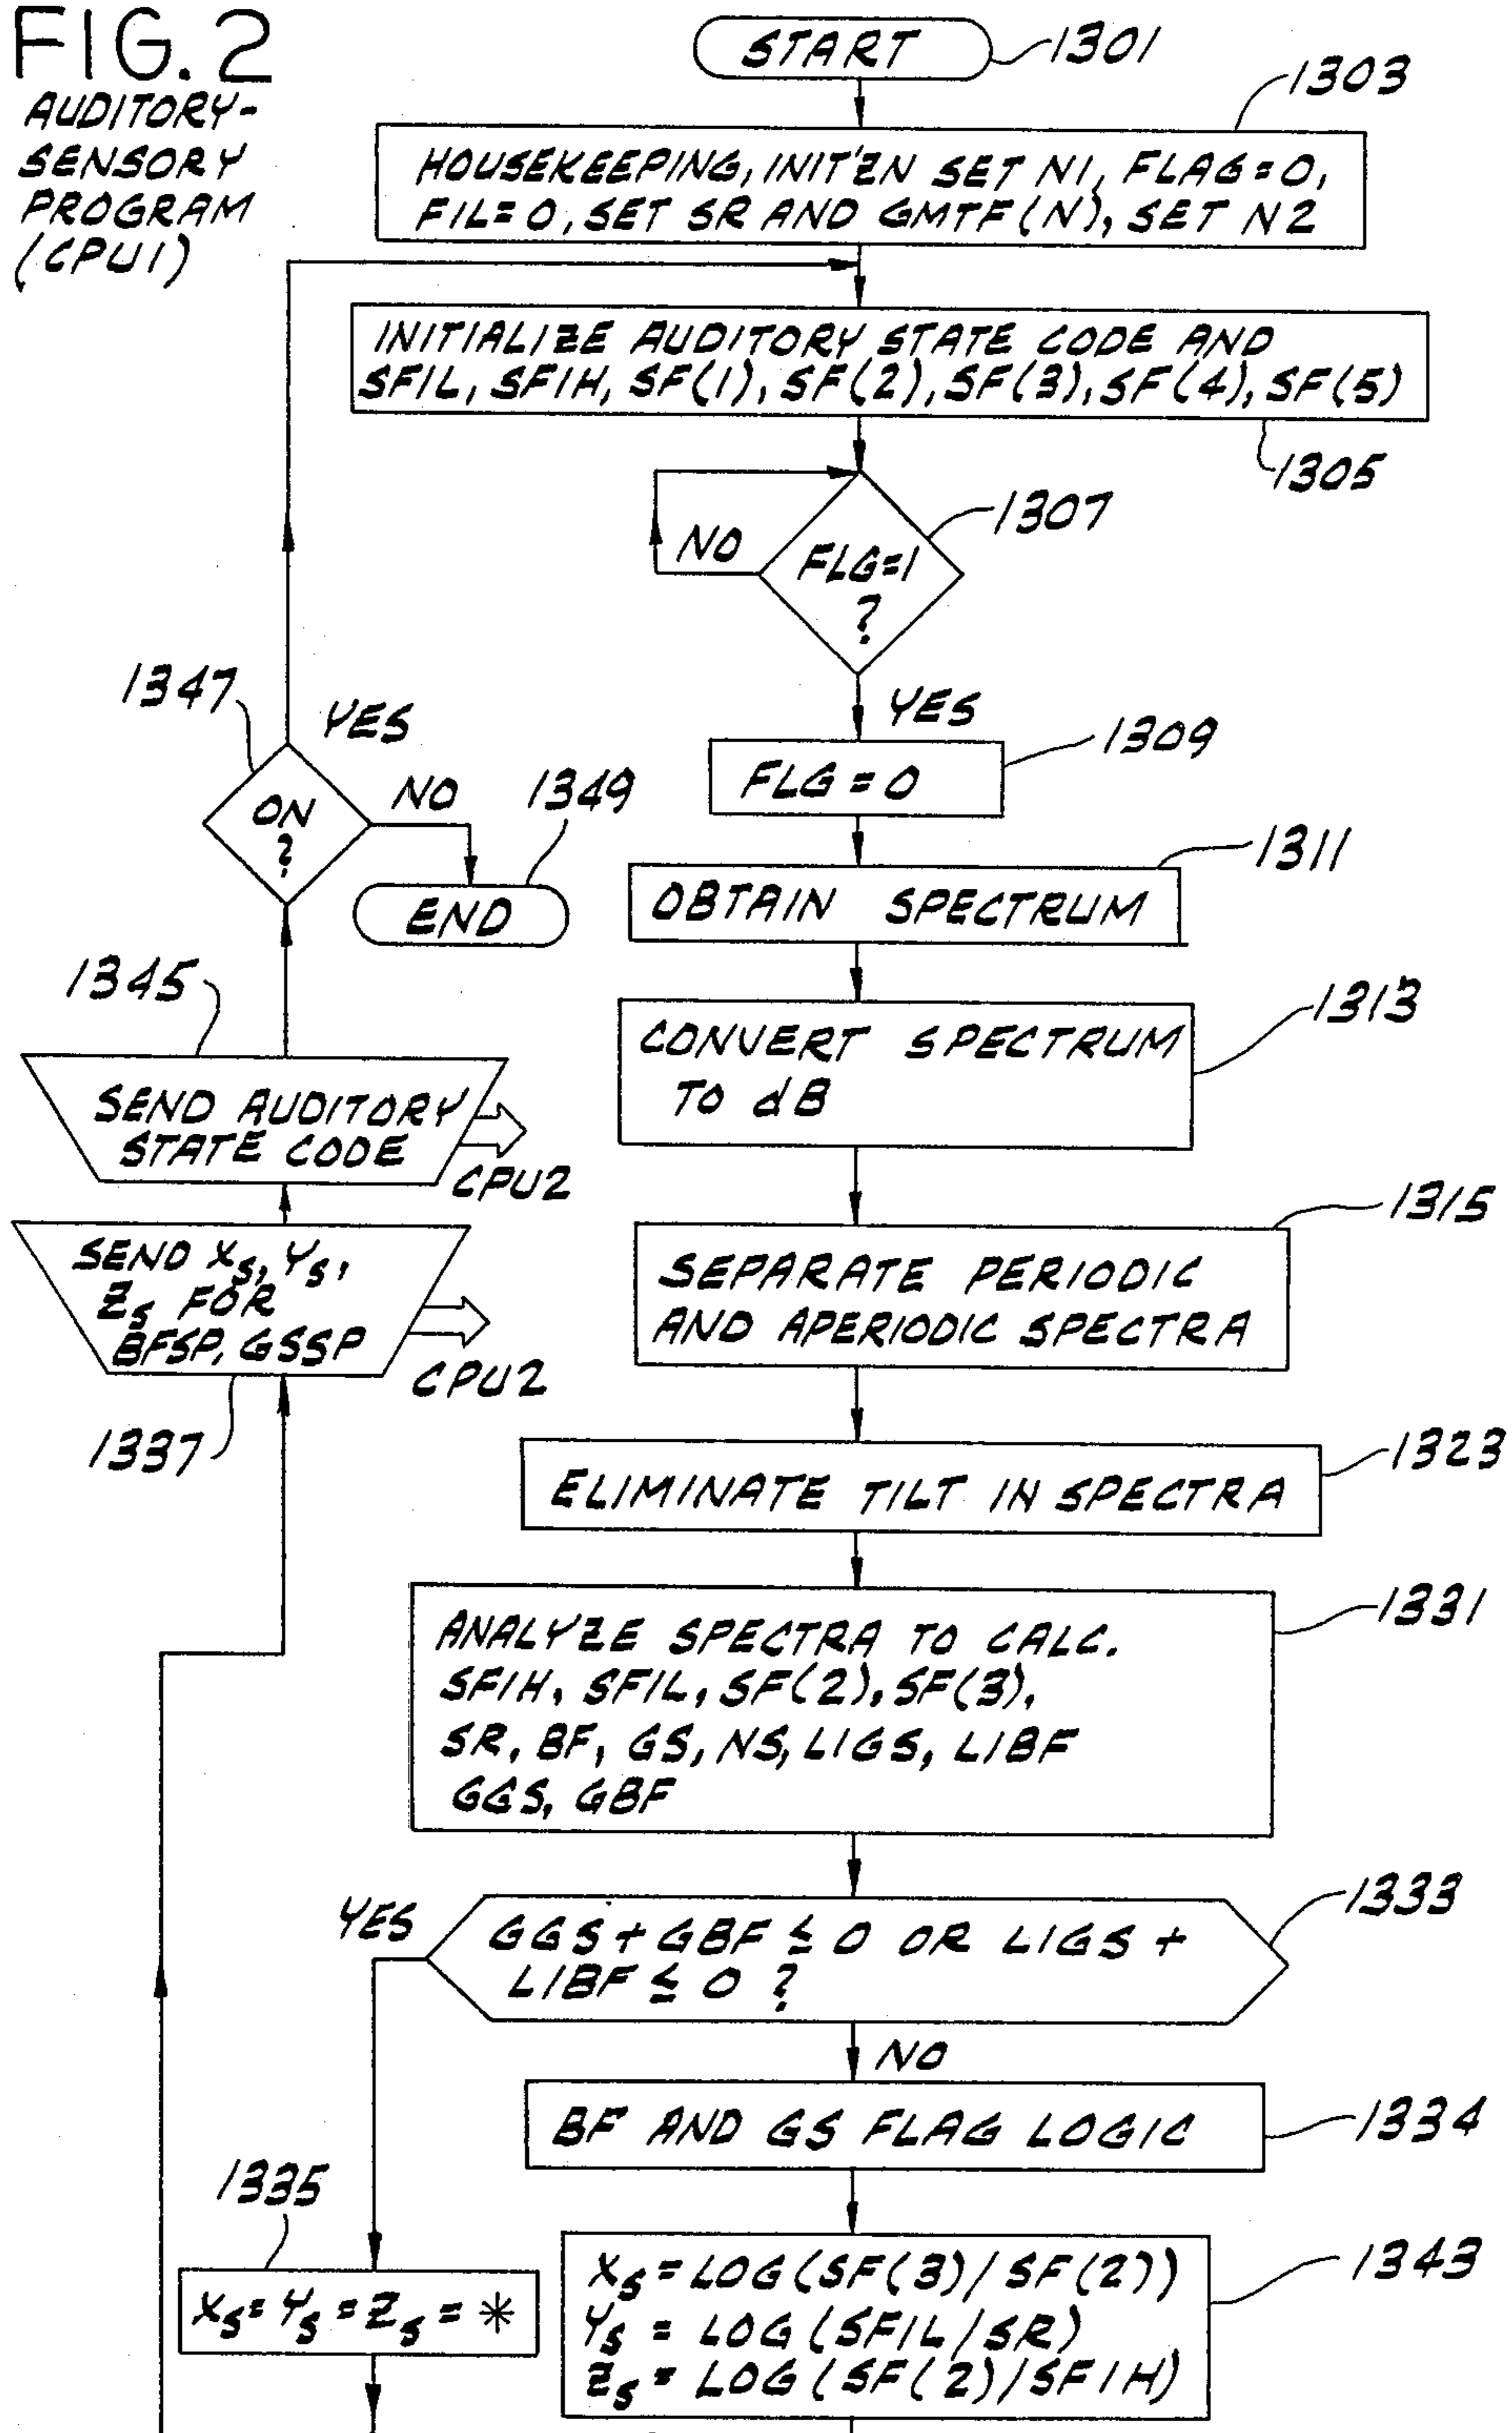 FIG. 2
AUDITORY-
SENSORY
PROGRAM
(CPU1)
START
1301
1303
HOUSEKEEPING, INIT'ZN SET N1, FLAG=0,
FIL=0, SET SR AND GMTF(N), SET N2
INITIALIZE AUDITORY STATE CODE AND
SF1L, SF1H, SF(1), SF(2), SF(3), SF(4), SF(5)
1305
1307
NO
FLG=1
?
YES
1309
FLG = 0
1311
OBTAIN SPECTRUM
1313
CONVERT SPECTRUM
TO dB
1315
SEPARATE PERIODIC
AND APERIODIC SPECTRA
1323
ELIMINATE TILT IN SPECTRA
1331
ANALYZE SPECTRA TO CALC.
SF1H, SF1L, SF(2), SF(3),
SR, BF, GS, NS, LIGS, LIBF
GGS, GBF
1333
YES
GGS + GBF ≤ 0 OR LIGS +
LIBF ≤ 0 ?
NO
BF AND GS FLAG LOGIC
1334
1335
Xs = Ys = Zs = *
1343
Xs = LOG (SF(3)/SF(2))
Ys = LOG (SF1L/SR)
Zs = LOG (SF(2)/SF1H)
1347
YES
ON
?
NO
1349
END
1345
SEND AUDITORY
STATE CODE
CPU2
SEND Xs, Ys,
Zs FOR
BFSP, GSSP
CPU2
1337